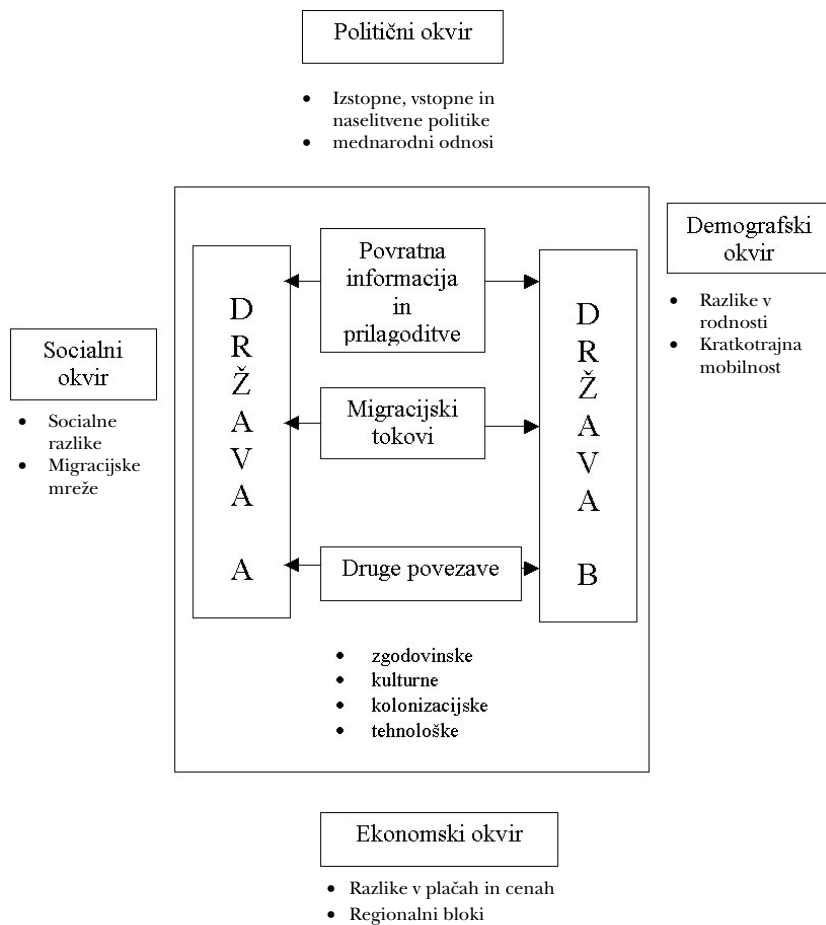 Politični okvir
• Izstopne, vstopne in
naselitvene politike
• mednarodni odnosi
Socialni
okvir
• Socialne
razlike
• Migracijske
mreže
D
R
Ž
A
V
A
A
Povratna
informacija
in
prilagoditve
Migracijski
tokovi
Druge povezave
• zgodovinske
• kulturne
• kolonizacijske
• tehnološke
D
R
Ž
A
V
A
B
Demografski
okvir
• Razlike v
rodnosti
• Kratkotrajna
mobilnost
Ekonomski okvir
• Razlike v plačah in cenah
• Regionalni bloki